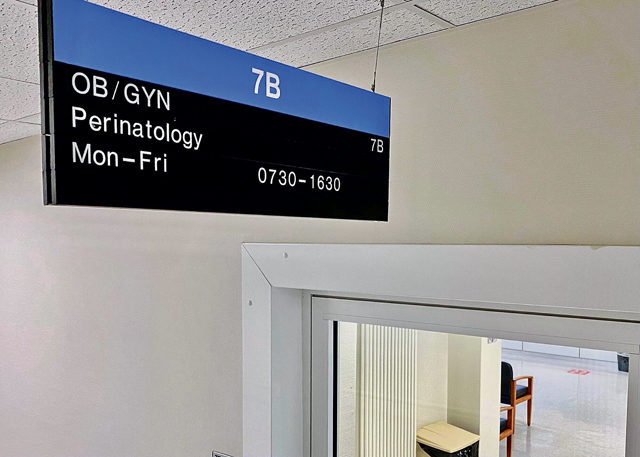 7B
OB/GYN
Perinatology 7B
Mon-Fri
0730-1630